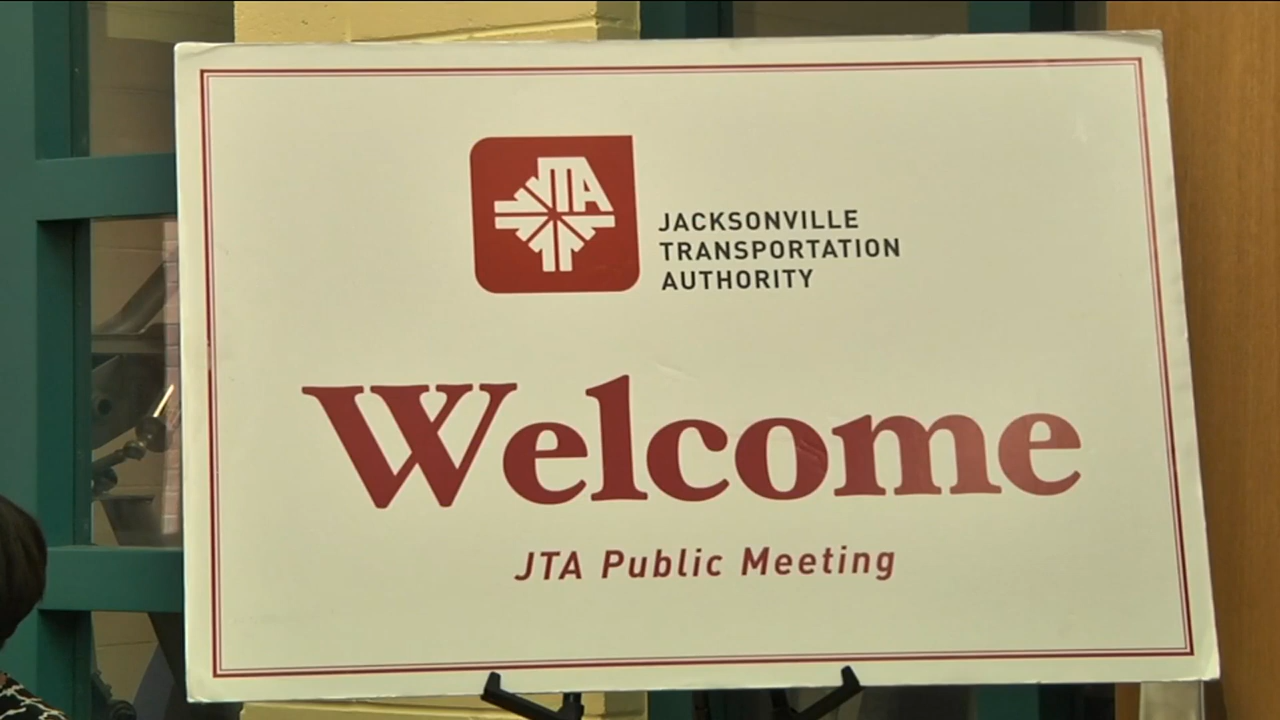 JTA
JACKSONVILLE
TRANSPORTATION
AUTHORITY
Welcome
JTA Public Meeting